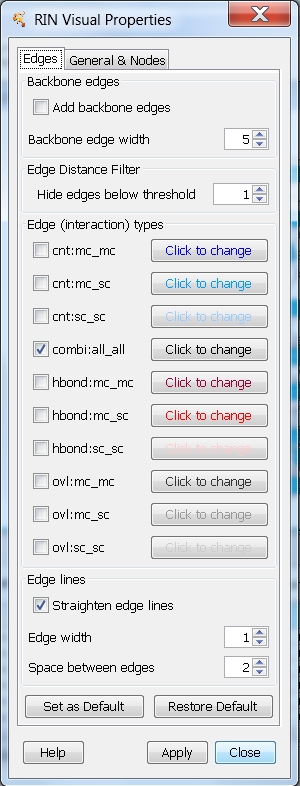 RIN Visual Properties
Edges General & Nodes
Backbone edges
Add backbone edges
Backbone edge width 5
Edge Distance Filter
Hide edges below threshold 1
Edge (interaction) types
cnt:mc_mc Click to change
cnt:mc_sc Click to change
cnt:sc_sc Click to change
combi:all_all Click to change
hbond:mc_mc Click to change
hbond:mc_sc Click to change
hbond:sc_sc Click to change
ovl:mc_mc Click to change
ovl:mc_sc Click to change
ovl:sc_sc Click to change
Edge lines
Straighten edge lines
Edge width 1
Space between edges 2
Set as Default Restore Default
Help Apply Close